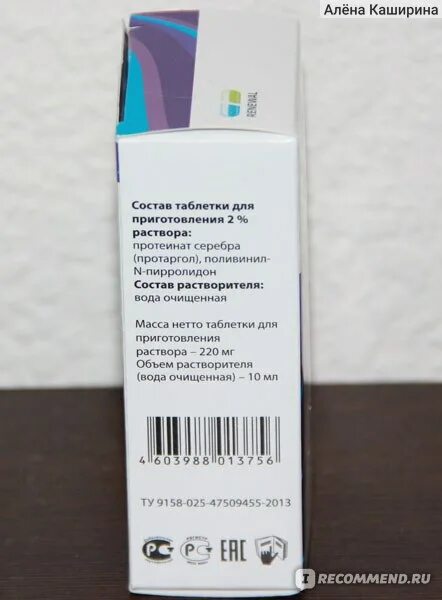 Алёна Каширина
RENEWAL
Состав таблетки для
приготовления 2 %
раствора:
протеинат серебра
(протаргол), поливинил-
N-пирролидон
Состав растворителя:
вода очищенная
Масса нетто таблетки для
приготовления
раствора – 220 мг
Объем растворителя
(вода очищенная) – 10 мл
4 603988 013756
ТУ 9158-025-47509455-2013
ЕАС
I RECOMMEND.RU